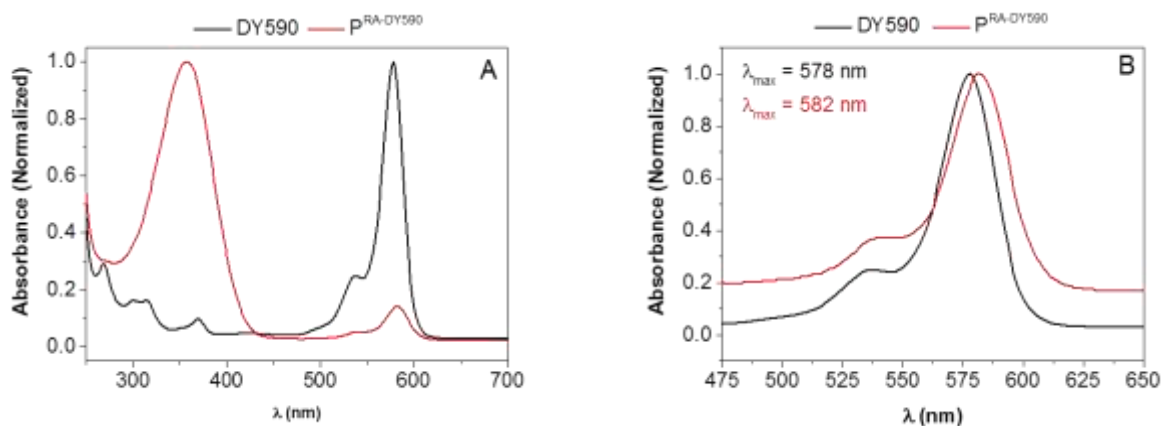 DY590 P^RA-DY590
A
Absorbance (Normalized)
1.0
0.8
0.6
0.4
0.2
0.0
300 400 500 600 700
λ (nm)
DY590 P^RA-DY590
B
λmax = 578 nm
λmax = 582 nm
Absorbance (Normalized)
1.0
0.8
0.6
0.4
0.2
0.0
475 500 525 550 575 600 625 650
λ (nm)